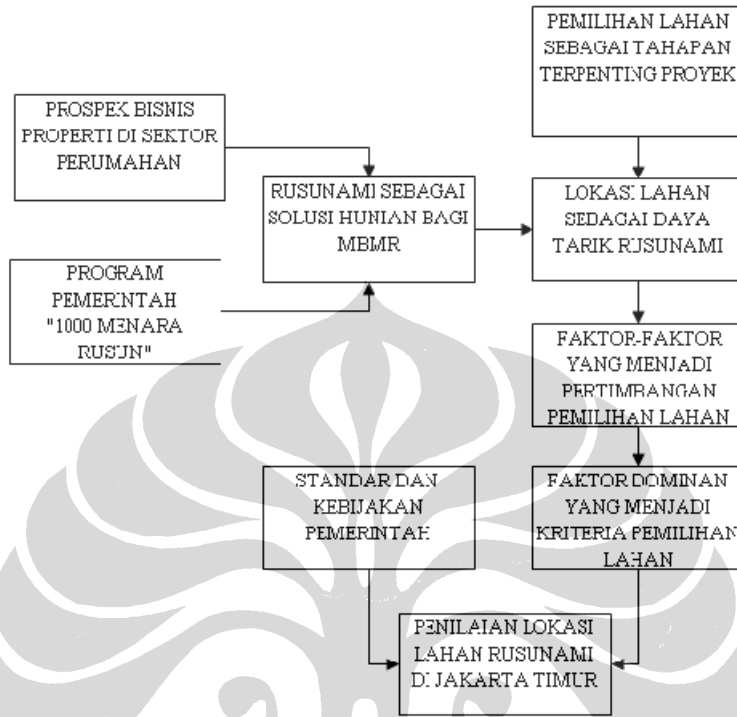 PEMILIHAN LAHAN
SEBAGAI TAHAPAN
TERPENTING PROYEK
PROSPEK BISNIS
PROPERTI DI SEKTOR
PERUMAHAN
RUSUNAMI SEBAGAI
SOLUSI HUNIAN BAGI
MBMR
LOKASI LAHAN
SEBAGAI DAYA
TARIK RUSUNAMI
PROGRAM
PEMERINTAH
"1000 MENARA
RUSUN"
FAKTOR-FAKTOR
YANG MENJADI
PERTIMBANGAN
PEMILIHAN LAHAN
STANDAR DAN
KEBIJAKAN
PEMERINTAH
FAKTOR DOMINAN
YANG MENJADI
KRITERIA PEMILIHAN
LAHAN
PENILAIAN LOKASI
LAHAN RUSUNAMI
DI JAKARTA TIMUR